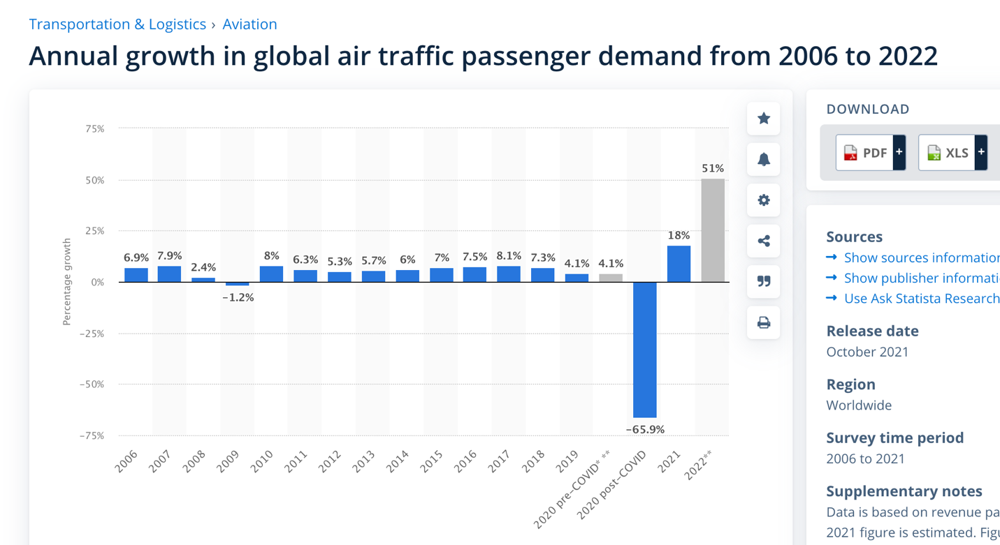 Transportation & Logistics › Aviation
Annual growth in global air traffic passenger demand from 2006 to 2022
Percentage growth
75%
50%
25%
0%
−25%
−50%
−75%
6.9%
7.9%
2.4%
−1.2%
8%
6.3%
5.3%
5.7%
6%
7%
7.5%
8.1%
7.3%
4.1%
4.1%
−65.9%
18%
51%
2006
2007
2008
2009
2010
2011
2012
2013
2014
2015
2016
2017
2018
2019
2020 pre−COVID* **
2020 post−COVID
2021
2022**
DOWNLOAD
PDF +
XLS +
Sources
Show sources information
Show publisher informati
Use Ask Statista Research
Release date
October 2021
Region
Worldwide
Survey time period
2006 to 2021
Supplementary notes
Data is based on revenue pa
2021 figure is estimated. Figu